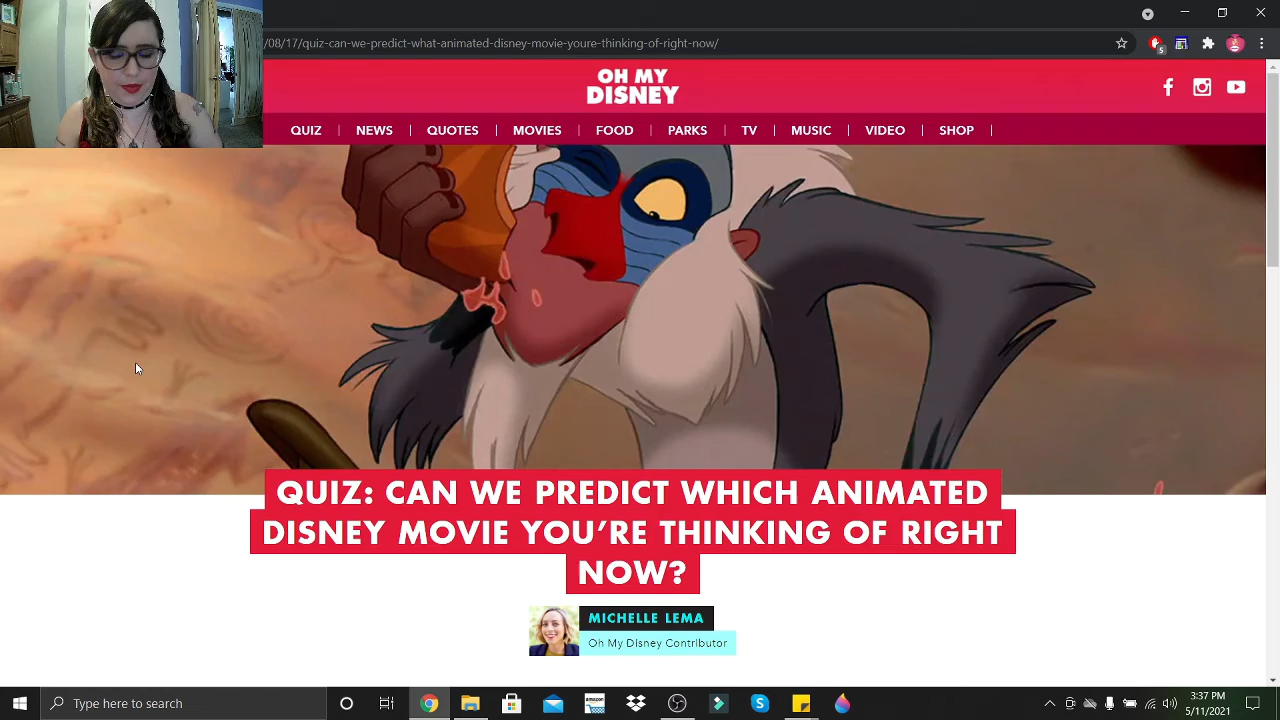 /08/17/quiz-can-we-predict-what-animated-disney-movie-youre-thinking-of-right-now/
5
OH MY
DISNEY
QUIZ
NEWS
QUOTES
MOVIES
FOOD
PARKS
TV
MUSIC
VIDEO
SHOP
QUIZ: CAN WE PREDICT WHICH ANIMATED
DISNEY MOVIE YOU’RE THINKING OF RIGHT
NOW?
MICHELLE LEMA
Oh My Disney Contributor
Type here to search
amazon
3:37 PM
5/11/2021